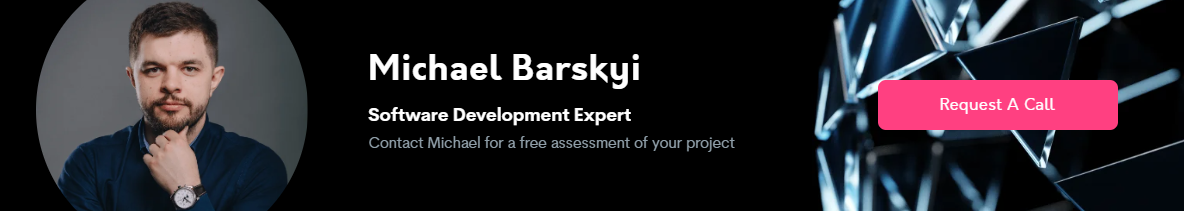 Michael Barskyi
Software Development Expert
Contact Michael for a free assessment of your project
Request A Call